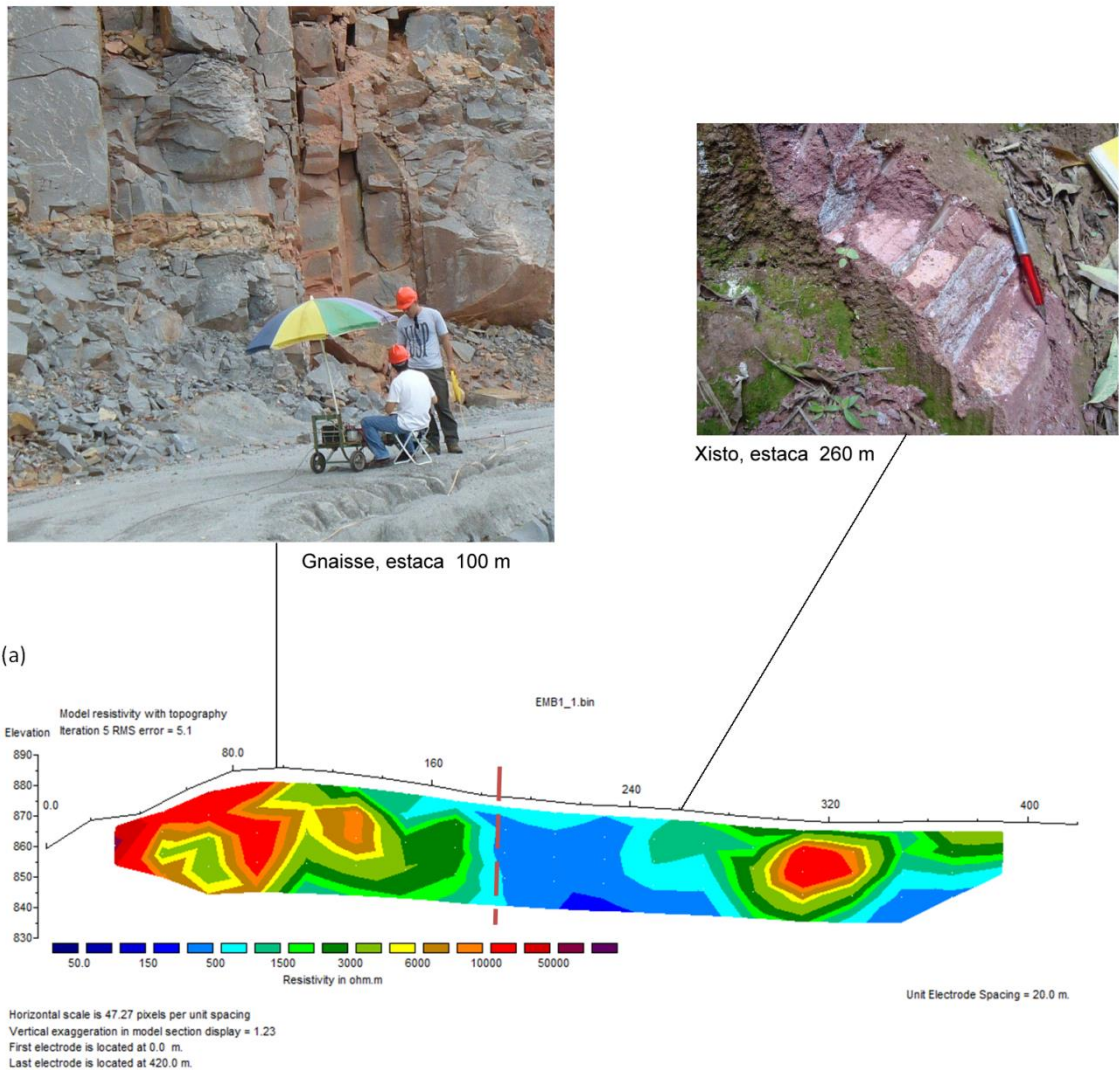 USP
Gnaisse, estaca 100 m
Xisto, estaca 260 m
(a)
EMB1_1.bin
Model resistivity with topography
Iteration 5 RMS error = 5.1
Elevation
890
880
870
860
850
840
830
0.0
80.0
160
240
320
400
50.0 150 500 1500 3000 6000 10000 50000
Resistivity in ohm.m
Unit Electrode Spacing = 20.0 m.
Horizontal scale is 47.27 pixels per unit spacing
Vertical exaggeration in model section display = 1.23
First electrode is located at 0.0 m.
Last electrode is located at 420.0 m.